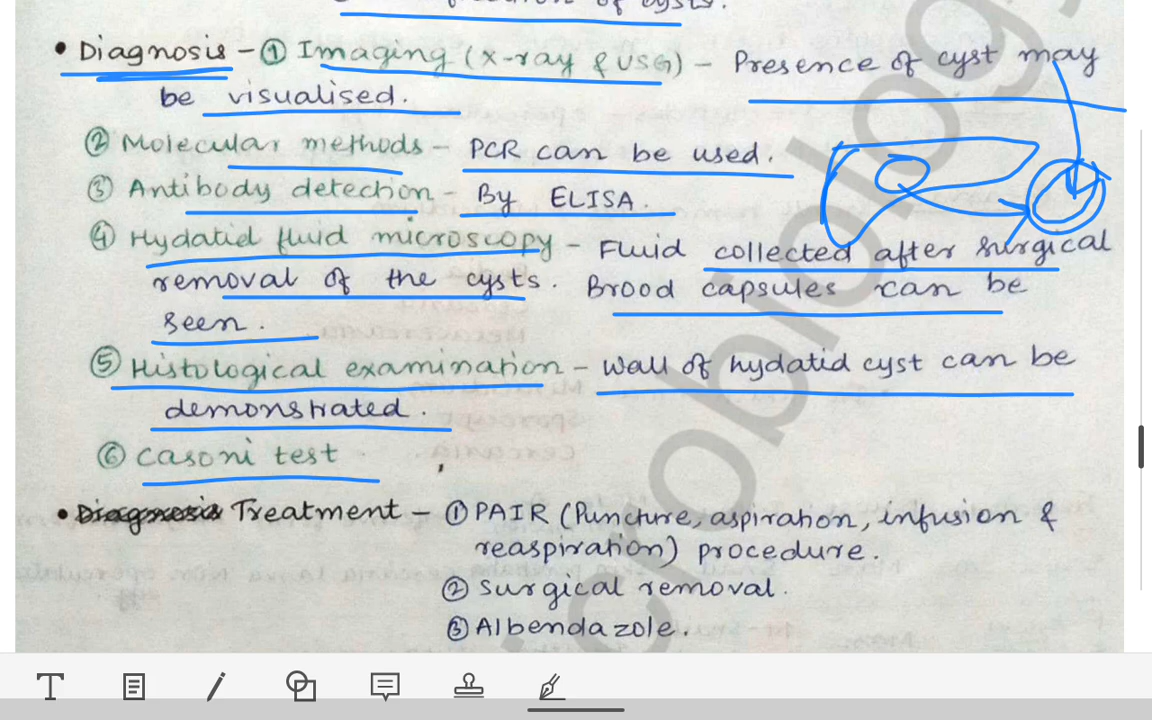 of cysts.
• Diagnosis - ① Imaging (X-ray & USG) - Presence of cyst may
be visualised.
② Molecular methods - PCR can be used.
③ Antibody detection - By ELISA.
④ Hydatid fluid microscopy - Fluid collected after surgical
removal of the cysts. Brood capsules can be
seen.
⑤ Histological examination - Wall of hydatid cyst can be
demonstrated.
⑥ Casoni test
• Diagnosis Treatment - ① PAIR (Puncture, aspiration, infusion &
reaspiration) procedure.
② Surgical removal.
③ Albendazole.
T